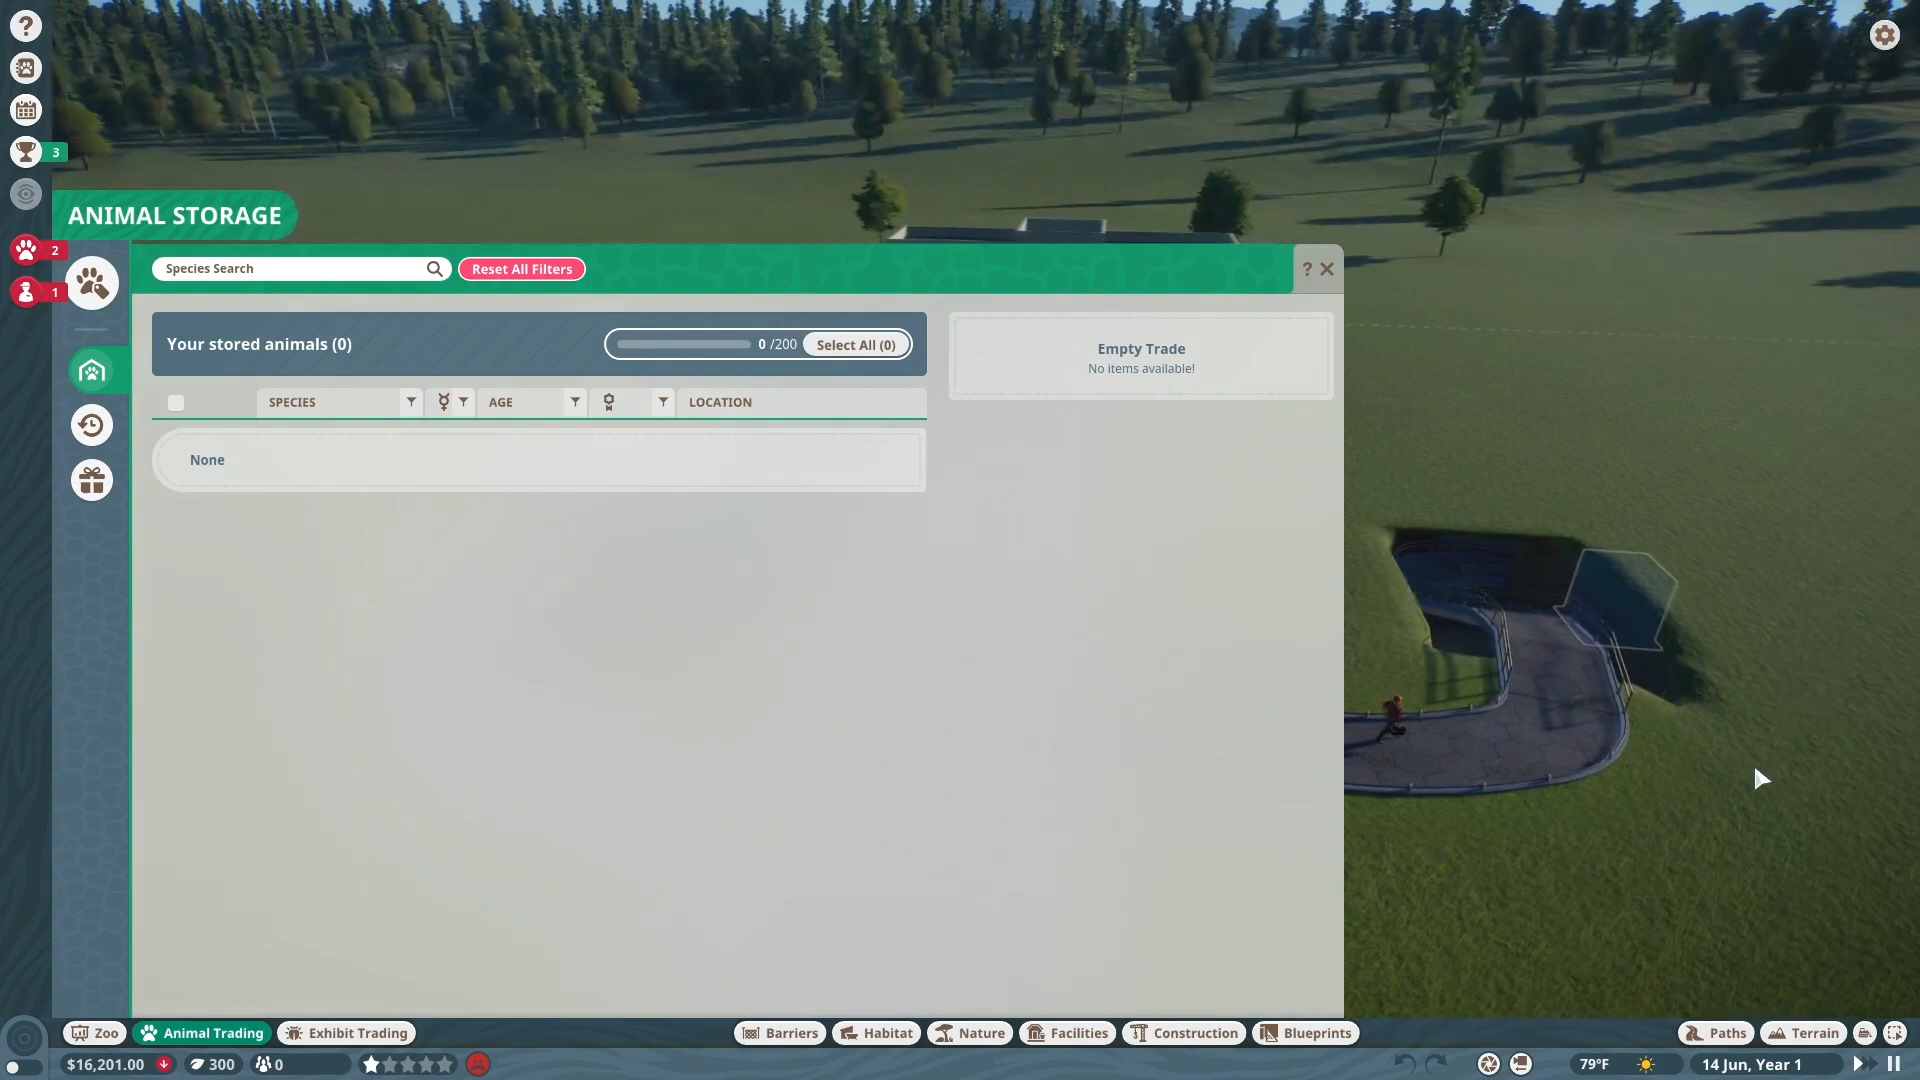 ?
3
ANIMAL STORAGE
2
1
Species Search
Reset All Filters
?
Your stored animals (0)
0 /200
Select All (0)
Empty Trade
No items available!
SPECIES
AGE
LOCATION
None
Zoo
Animal Trading
Exhibit Trading
Barriers
Habitat
Nature
Facilities
Construction
Blueprints
Paths
Terrain
$16,201.00
300
0
79°F
14 Jun, Year 1